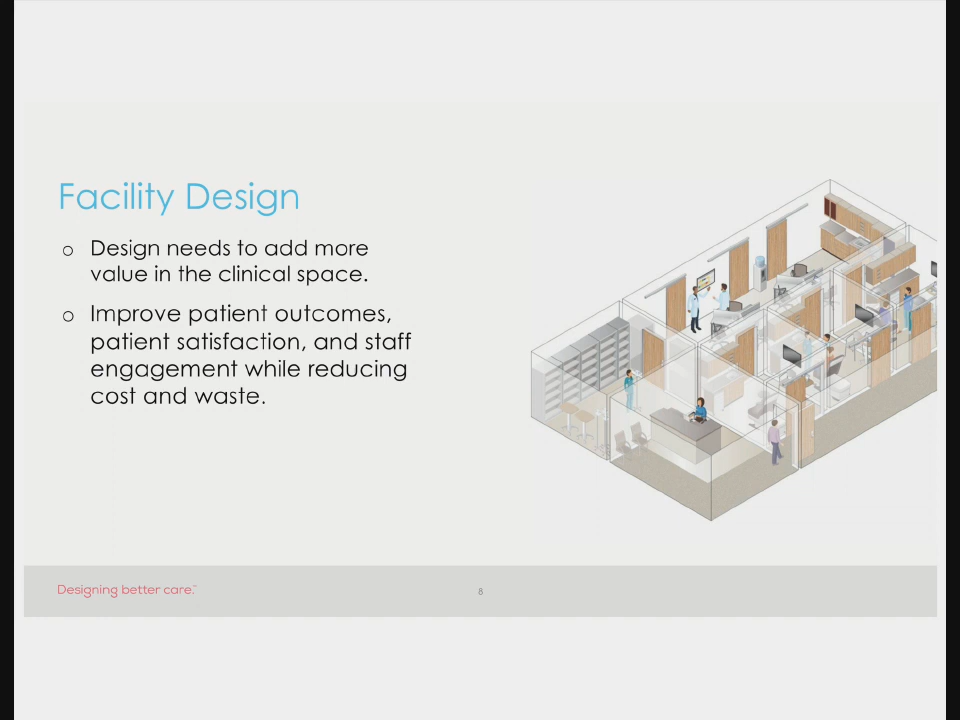 Facility Design
o Design needs to add more
value in the clinical space.
o Improve patient outcomes,
patient satisfaction, and staff
engagement while reducing
cost and waste.
Designing better care.™
8